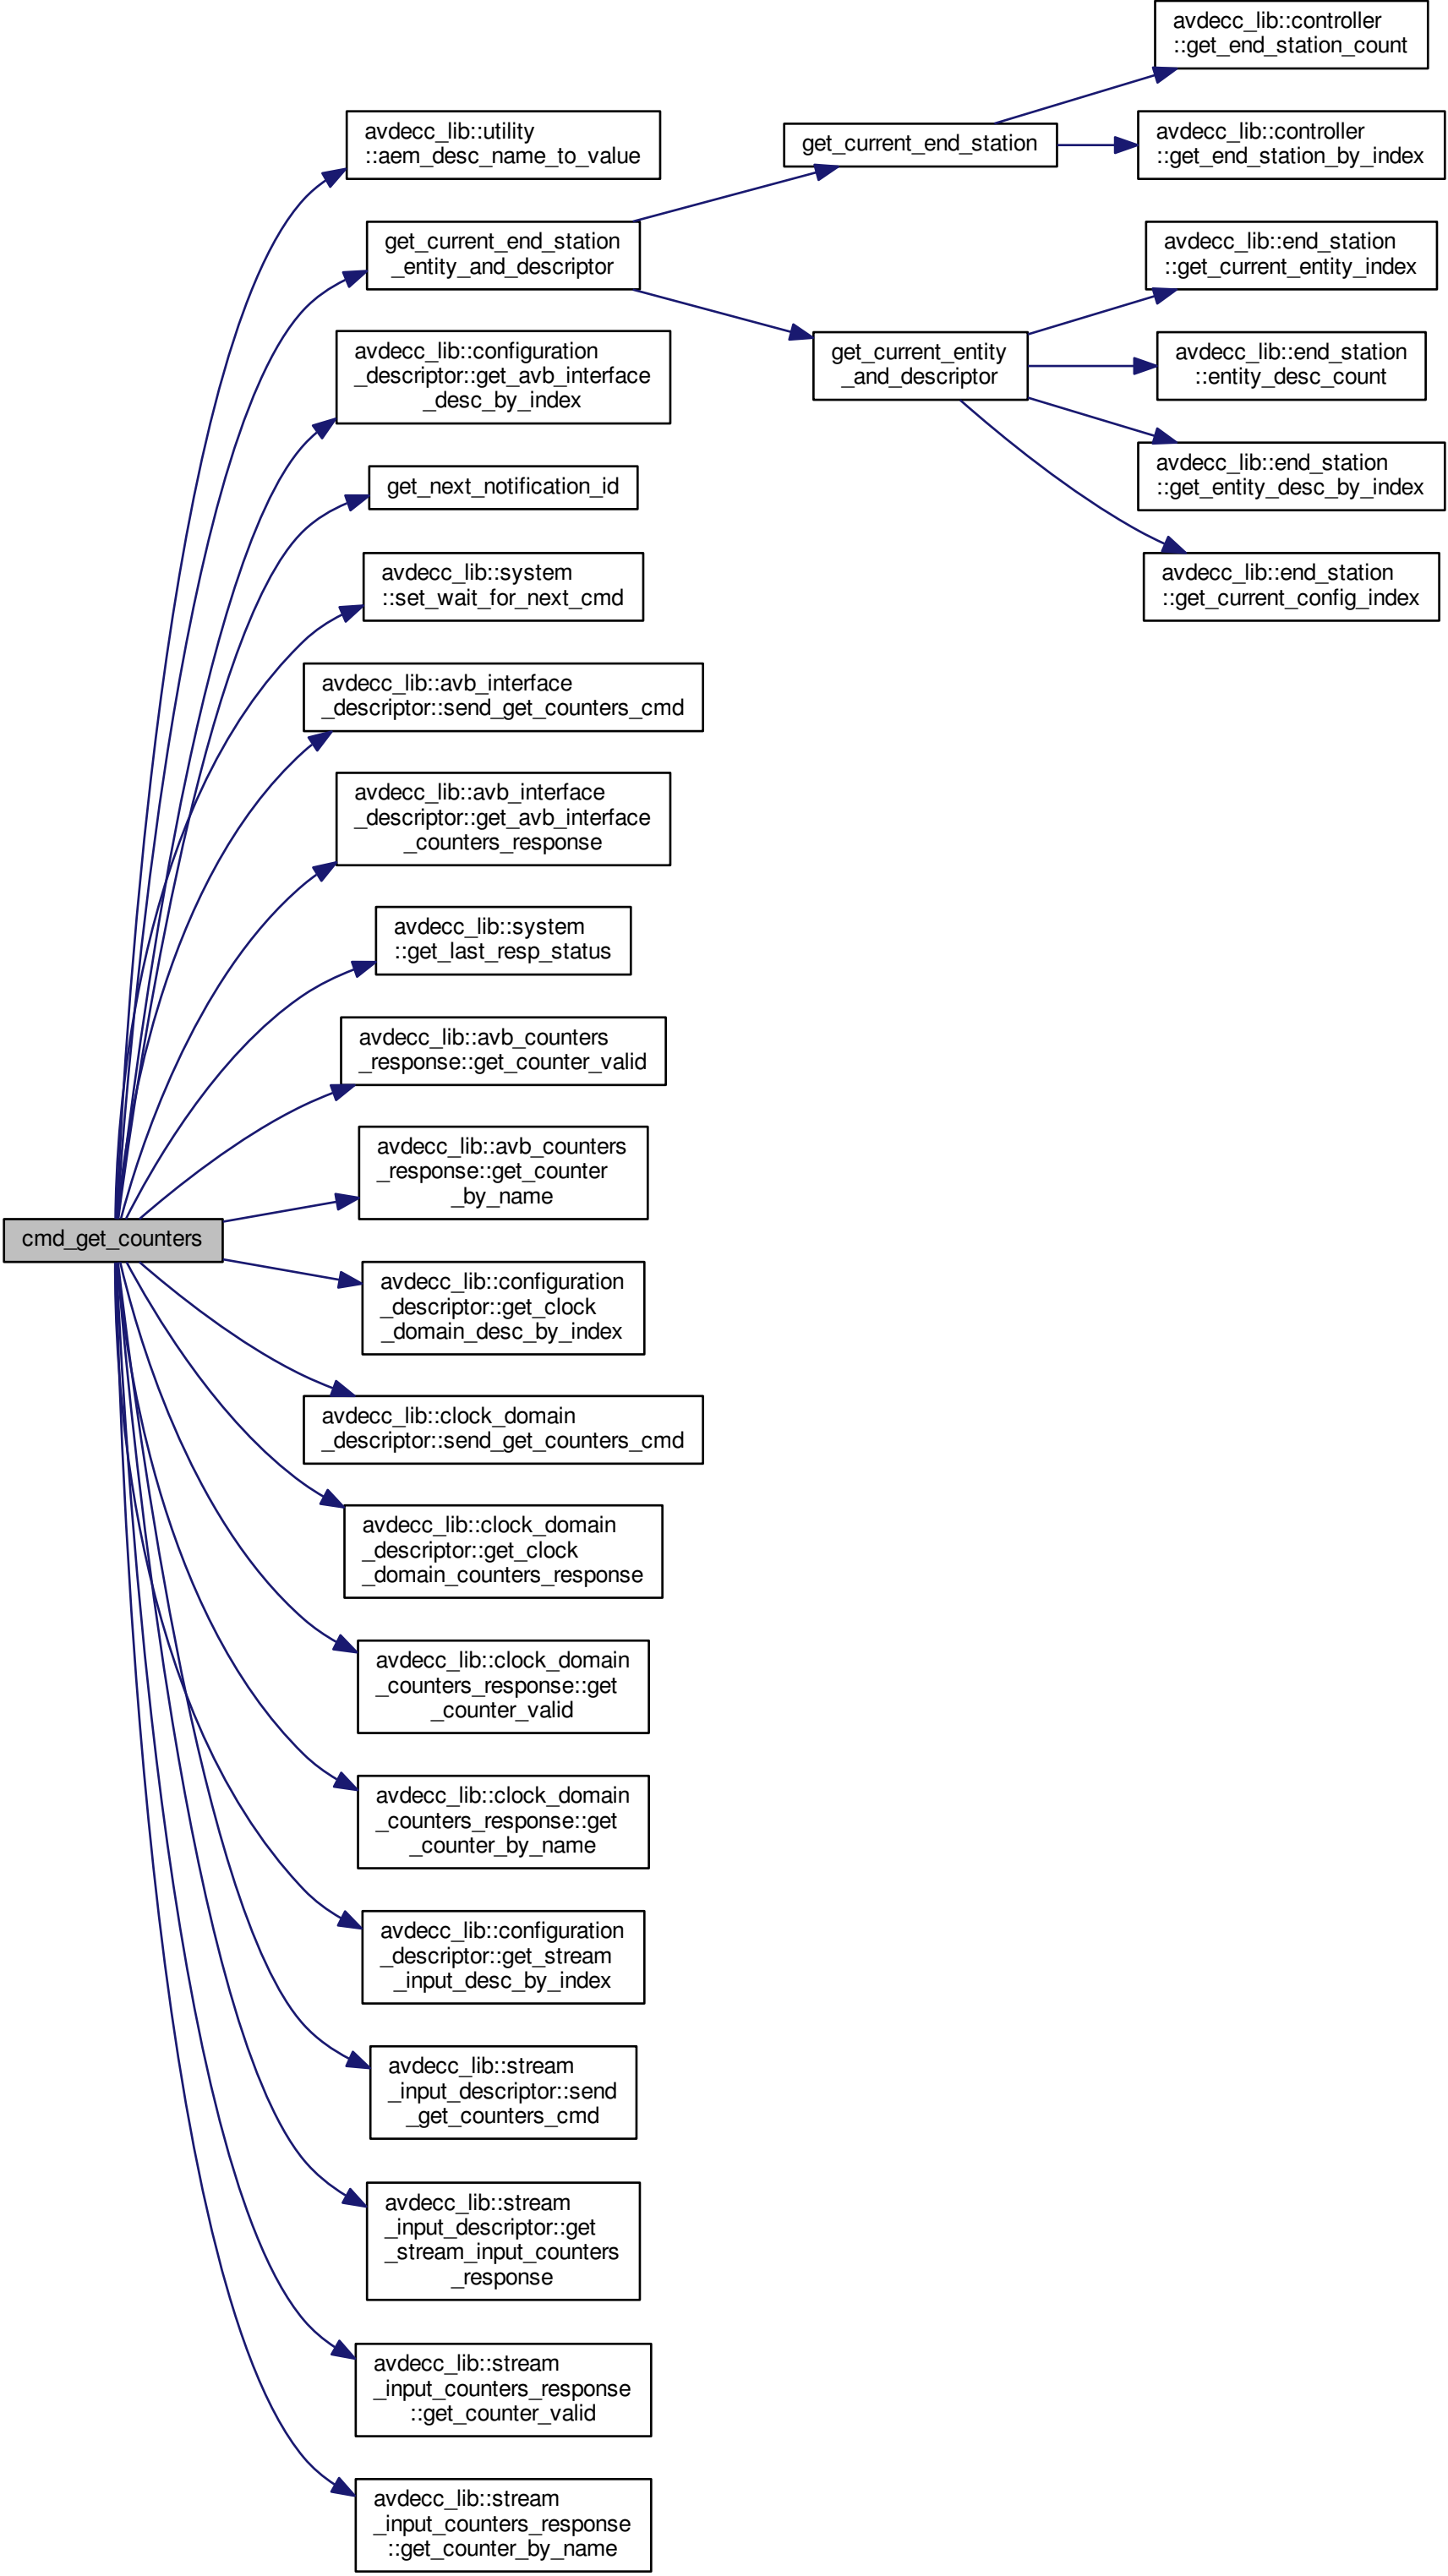 cmd_get_counters
avdecc_lib::utility
::aem_desc_name_to_value
get_current_end_station
_entity_and_descriptor
avdecc_lib::configuration
_descriptor::get_avb_interface
_desc_by_index
get_next_notification_id
avdecc_lib::system
::set_wait_for_next_cmd
avdecc_lib::avb_interface
_descriptor::send_get_counters_cmd
avdecc_lib::avb_interface
_descriptor::get_avb_interface
_counters_response
avdecc_lib::system
::get_last_resp_status
avdecc_lib::avb_counters
_response::get_counter_valid
avdecc_lib::avb_counters
_response::get_counter
_by_name
avdecc_lib::configuration
_descriptor::get_clock
_domain_desc_by_index
avdecc_lib::clock_domain
_descriptor::send_get_counters_cmd
avdecc_lib::clock_domain
_descriptor::get_clock
_domain_counters_response
avdecc_lib::clock_domain
_counters_response::get
_counter_valid
avdecc_lib::clock_domain
_counters_response::get
_counter_by_name
avdecc_lib::configuration
_descriptor::get_stream
_input_desc_by_index
avdecc_lib::stream
_input_descriptor::send
_get_counters_cmd
avdecc_lib::stream
_input_descriptor::get
_stream_input_counters
_response
avdecc_lib::stream
_input_counters_response
::get_counter_valid
avdecc_lib::stream
_input_counters_response
::get_counter_by_name
get_current_end_station
get_current_entity
_and_descriptor
avdecc_lib::controller
::get_end_station_count
avdecc_lib::controller
::get_end_station_by_index
avdecc_lib::end_station
::get_current_entity_index
avdecc_lib::end_station
::entity_desc_count
avdecc_lib::end_station
::get_entity_desc_by_index
avdecc_lib::end_station
::get_current_config_index